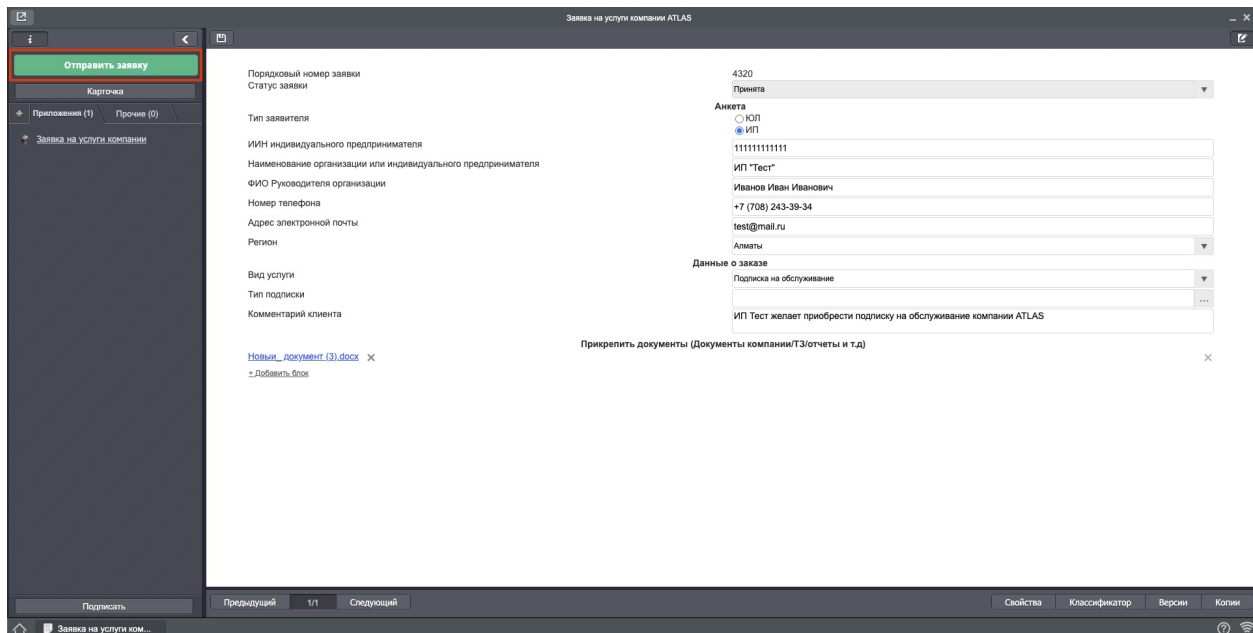 Заявка на услуги компании ATLAS
Отправить заявку
Карточка
Приложения (1) Прочие (0)
Заявка на услуги компании
Порядковый номер заявки 4320
Статус заявки Принята
Анкета
Тип заявителя ЮЛ
ИП
ИИН индивидуального предпринимателя 111111111111
Наименование организации или индивидуального предпринимателя ИП "Тест"
ФИО Руководителя организации Иванов Иван Иванович
Номер телефона +7 (708) 243-39-34
Адрес электронной почты test@mail.ru
Регион Алматы
Данные о заказе
Вид услуги Подписка на обслуживание
Тип подписки ...
Комментарий клиента ИП Тест желает приобрести подписку на обслуживание компании ATLAS
Прикрепить документы (Документы компании/ТЗ/отчеты и т.д)
Новыи_ документ (3).docx
+ Добавить блок
Подписать Предыдущий 1/1 Следующий Свойства Классификатор Версии Копии
Заявка на услуги ком...